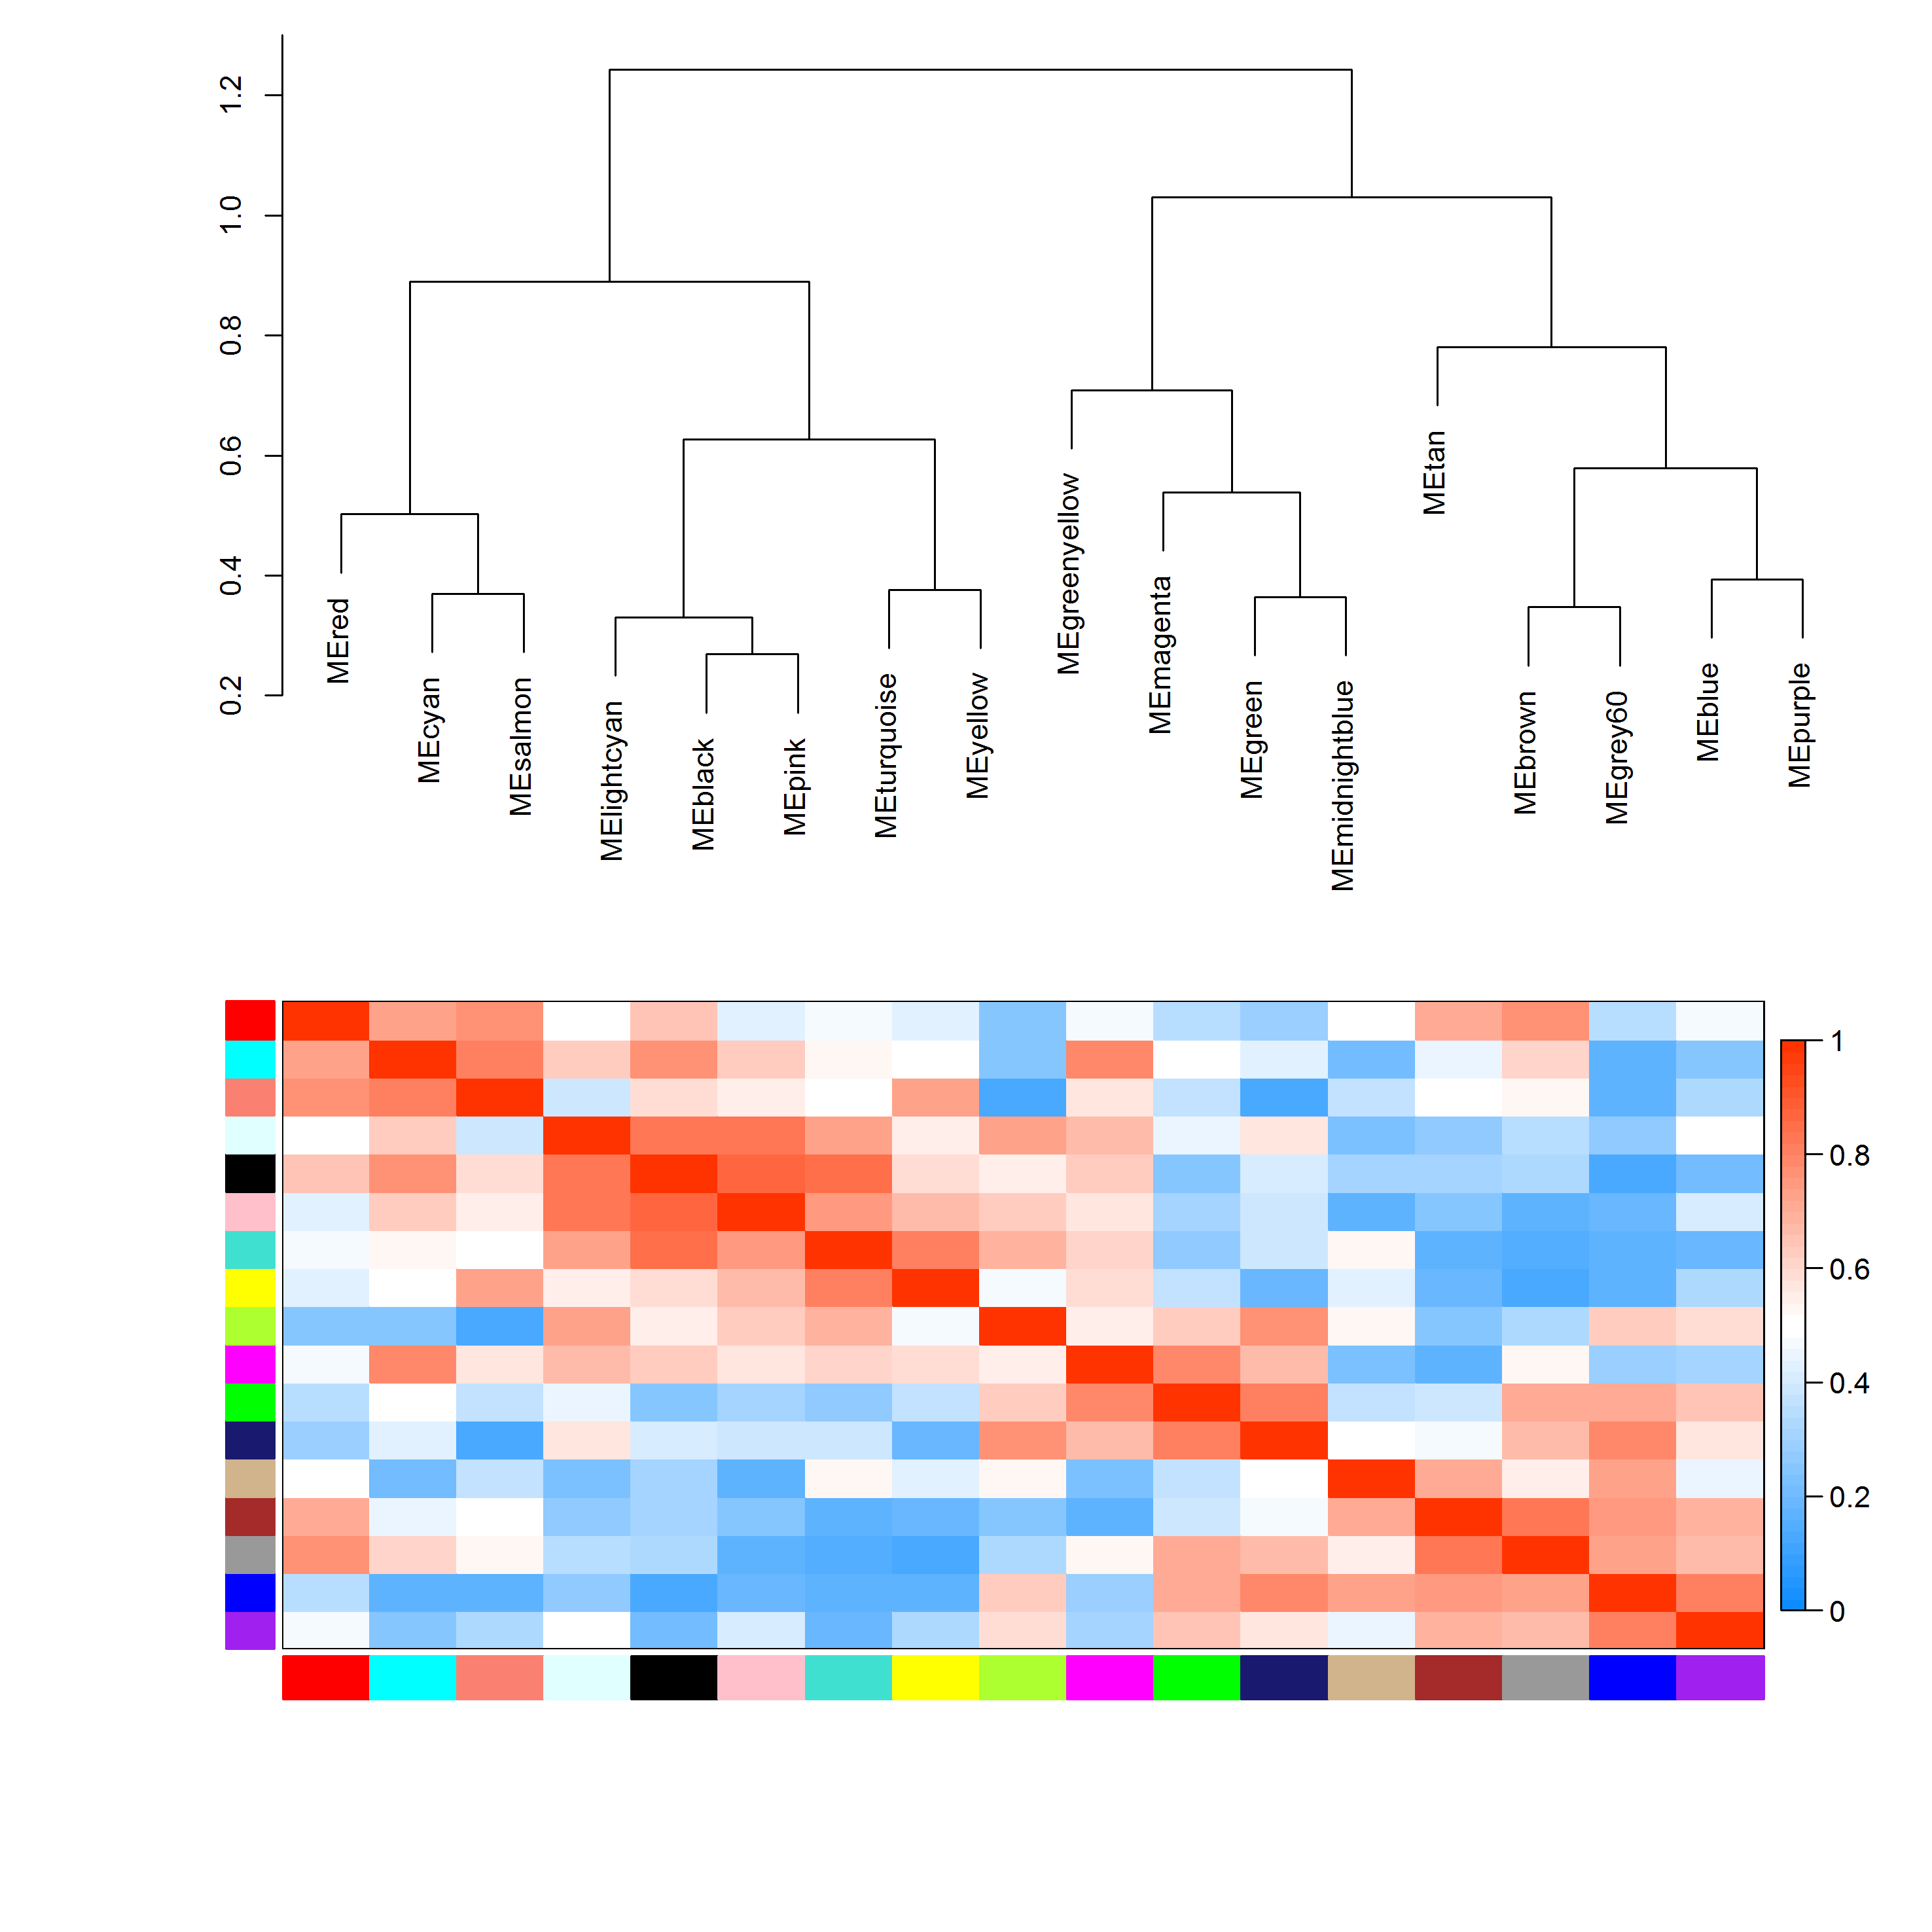 1.2
1.0
0.8
0.6
0.4
0.2
MEred
MEcyan
MEsalmon
MElightcyan
MEblack
MEpink
MEturquoise
MEyellow
MEgreenyellow
MEmagenta
MEgreen
MEmidnightblue
MEtan
MEbrown
MEgrey60
MEblue
MEpurple
1
0.8
0.6
0.4
0.2
0